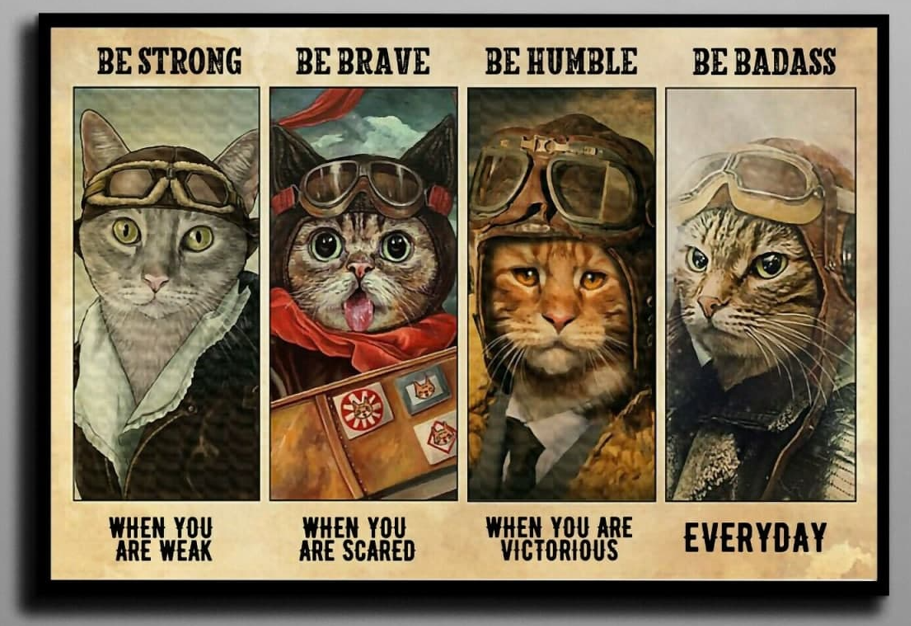 BE STRONG
BE BRAVE
BE HUMBLE
BE BADASS
WHEN YOU
ARE WEAK
WHEN YOU
ARE SCARED
WHEN YOU ARE
VICTORIOUS
EVERYDAY